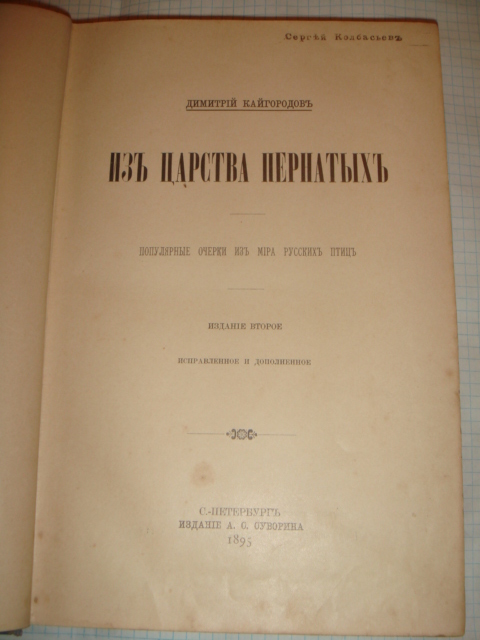 Сергѣй Колбасьевъ
ДИМИТРІЙ КАЙГОРОДОВЪ
ИЗЪ ЦАРСТВА ПЕРНАТЫХЪ
ПОПУЛЯРНЫЕ ОЧЕРКИ ИЗЪ МІРА РУССКИХЪ ПТИЦЪ
ИЗДАНІЕ ВТОРОЕ
ИСПРАВЛЕННОЕ И ДОПОЛНЕННОЕ
С.-ПЕТЕРБУРГЪ
ИЗДАНІЕ А. С. СУВОРИНА
1895